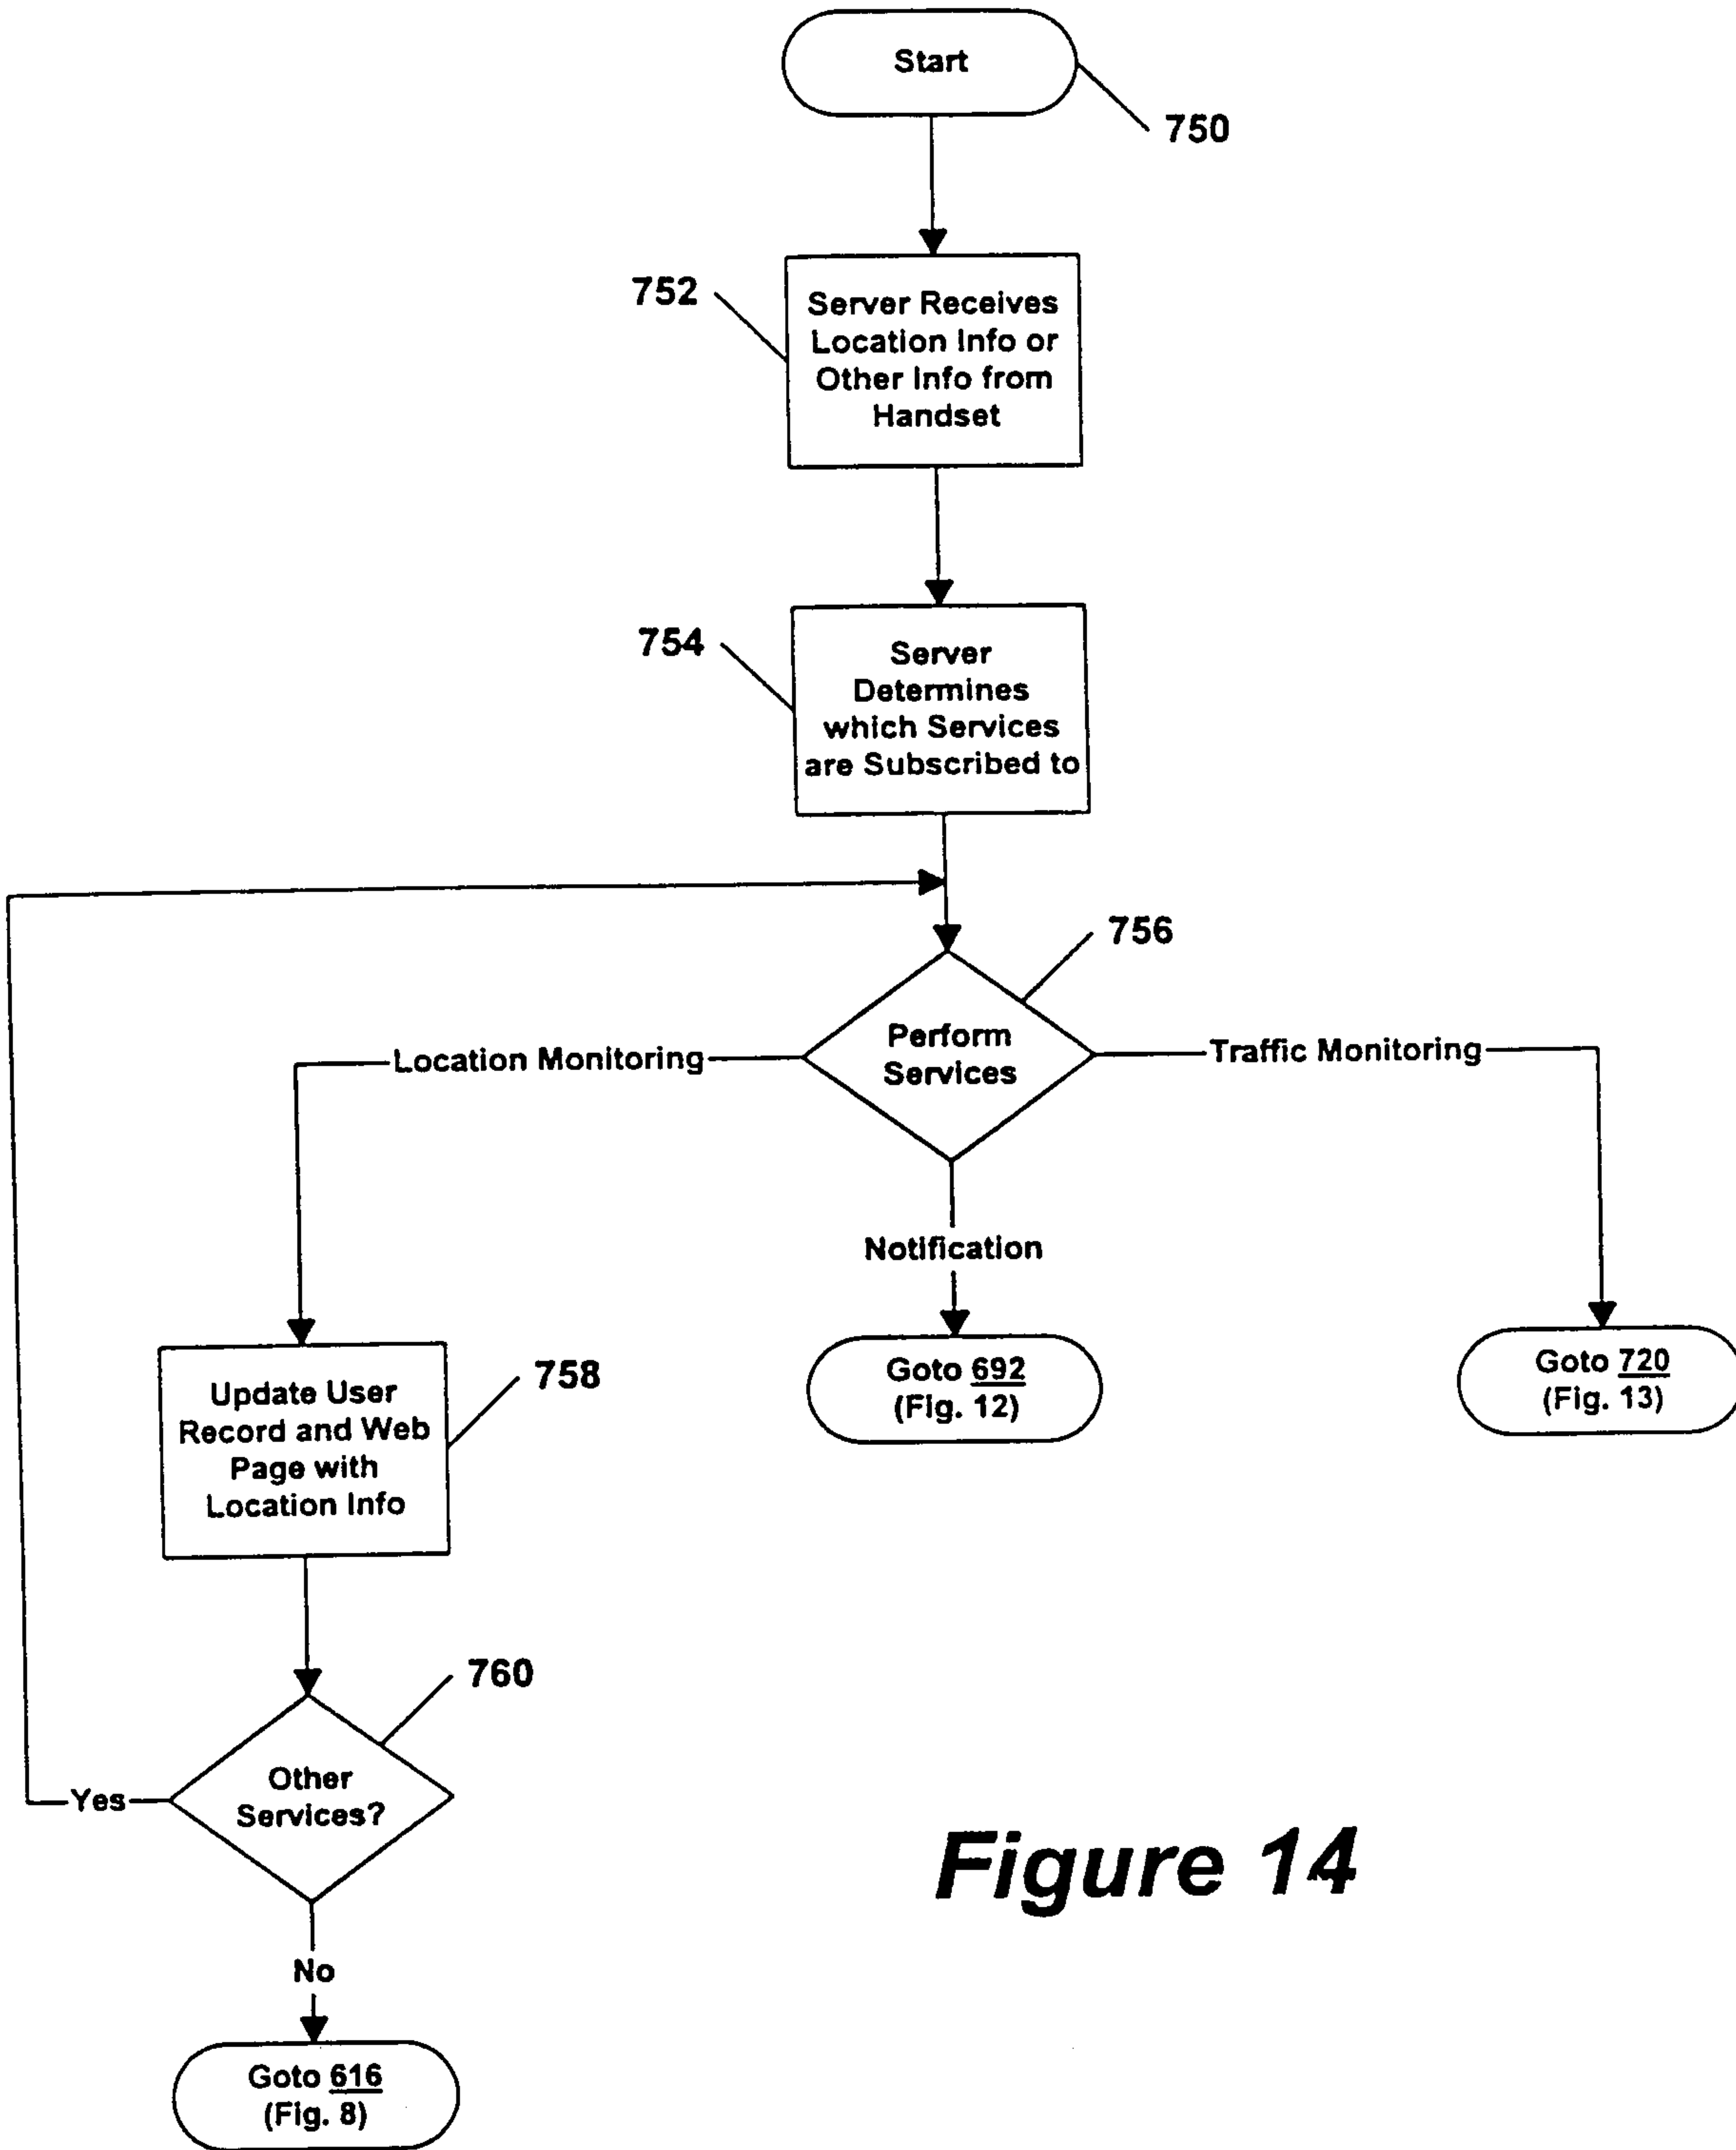 Start
750
752
Server Receives
Location Info or
Other Info from
Handset
754
Server
Determines
which Services
are Subscribed to
756
Perform
Services
Location Monitoring
Traffic Monitoring
Notification
Goto 692
(Fig. 12)
Goto 720
(Fig. 13)
758
Update User
Record and Web
Page with
Location Info
760
Other
Services?
Yes
No
Goto 616
(Fig. 8)
Figure 14